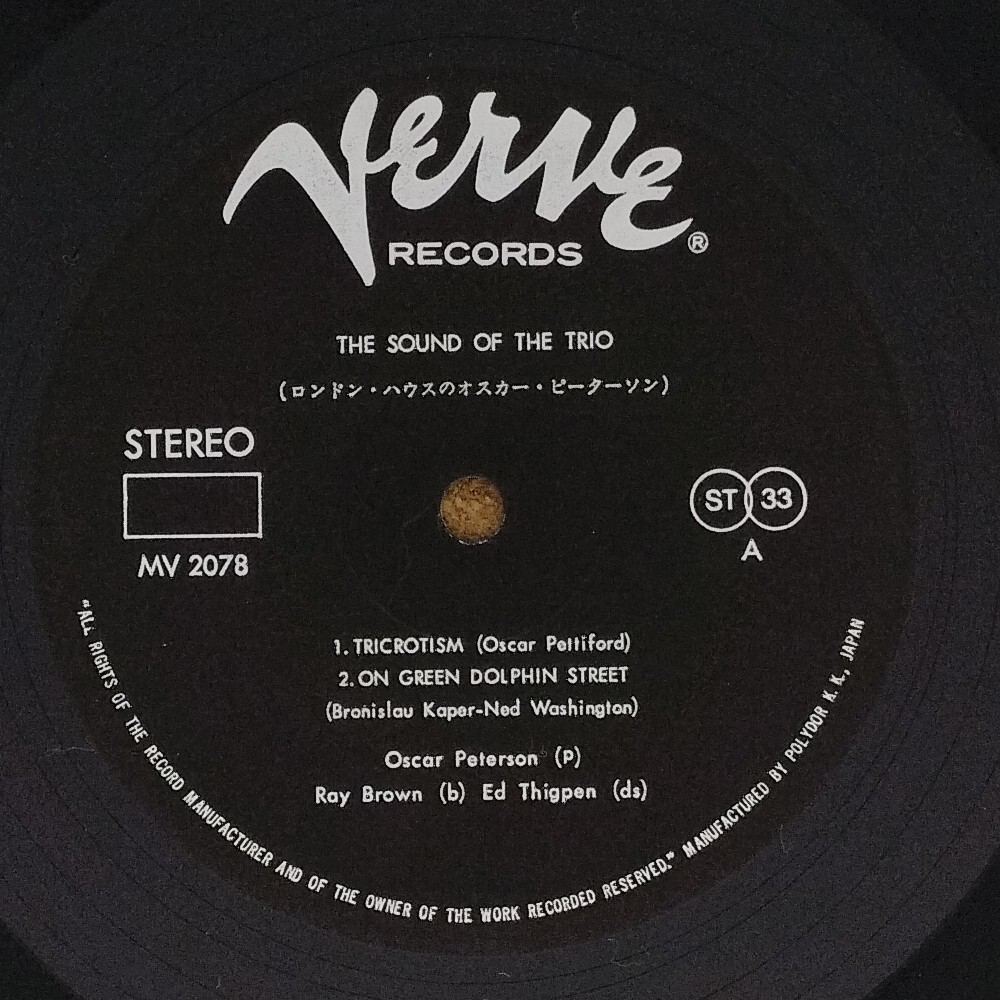 Verve
RECORDS ®
THE SOUND OF THE TRIO
(ロンドン・ハウスのオスカー・ピーターソン)
STEREO
MV 2078
ST 33
A
1. TRICROTISM (Oscar Pettiford)
2. ON GREEN DOLPHIN STREET
(Bronislau Kaper-Ned Washington)
Oscar Peterson (p)
Ray Brown (b) Ed Thigpen (ds)
"ALL RIGHTS OF THE RECORD MANUFACTURER AND OF THE OWNER OF THE WORK RECORDED RESERVED." MANUFACTURED BY POLYDOR K. K., JAPAN